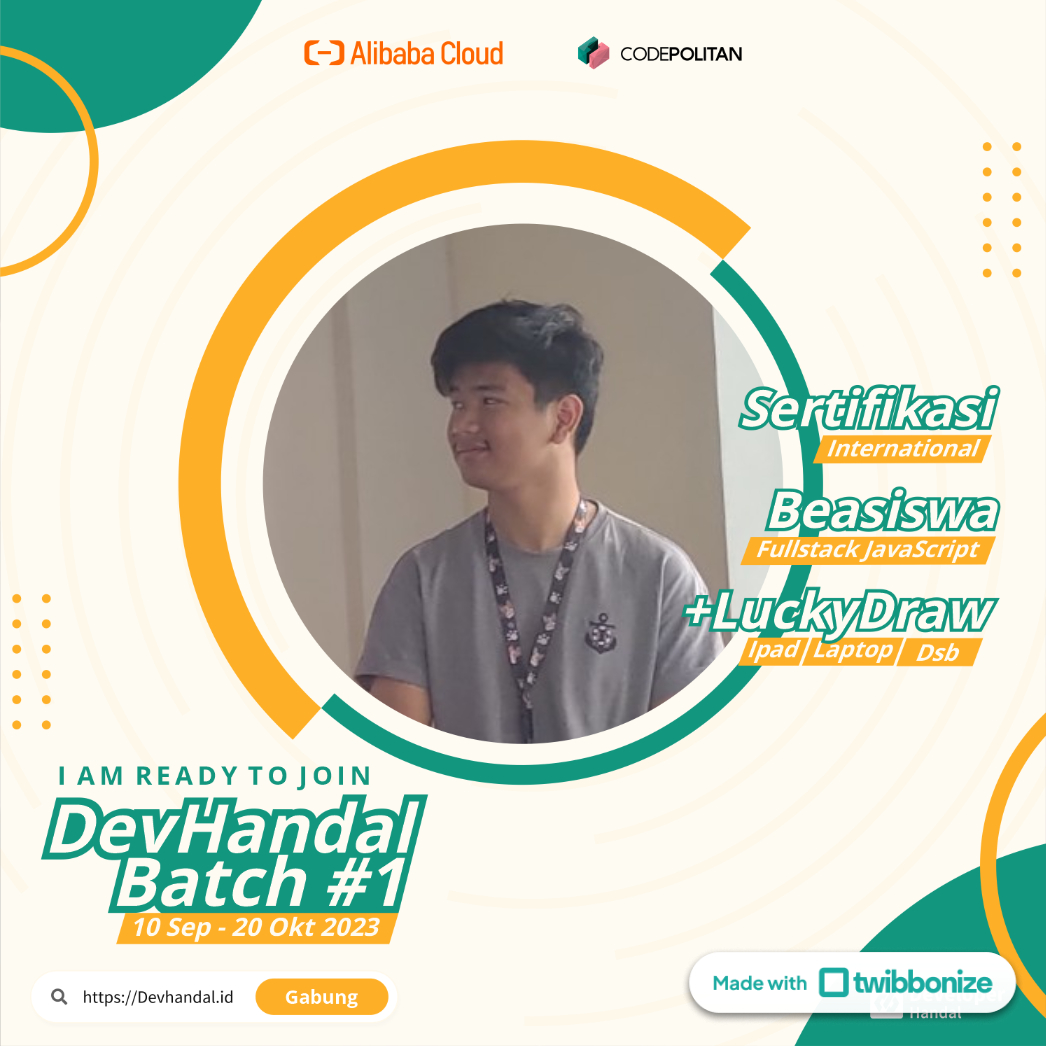 Alibaba Cloud
CODEPOLITAN
Sertifikasi
International
Beasiswa
Fullstack JavaScript
+LuckyDraw
Ipad Laptop Dsb
I AM READY TO JOIN
DevHandal
Batch #1
10 Sep - 20 Okt 2023
https://Devhandal.id
Gabung
Made with twibbonize
Handal